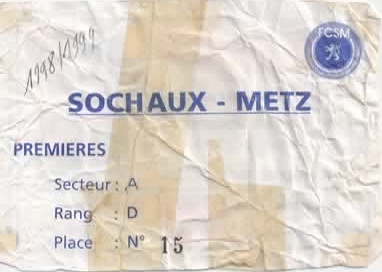 1998/1999
FCSM
SOCHAUX - METZ
PREMIERES
Secteur : A
Rang : D
Place : N° 15